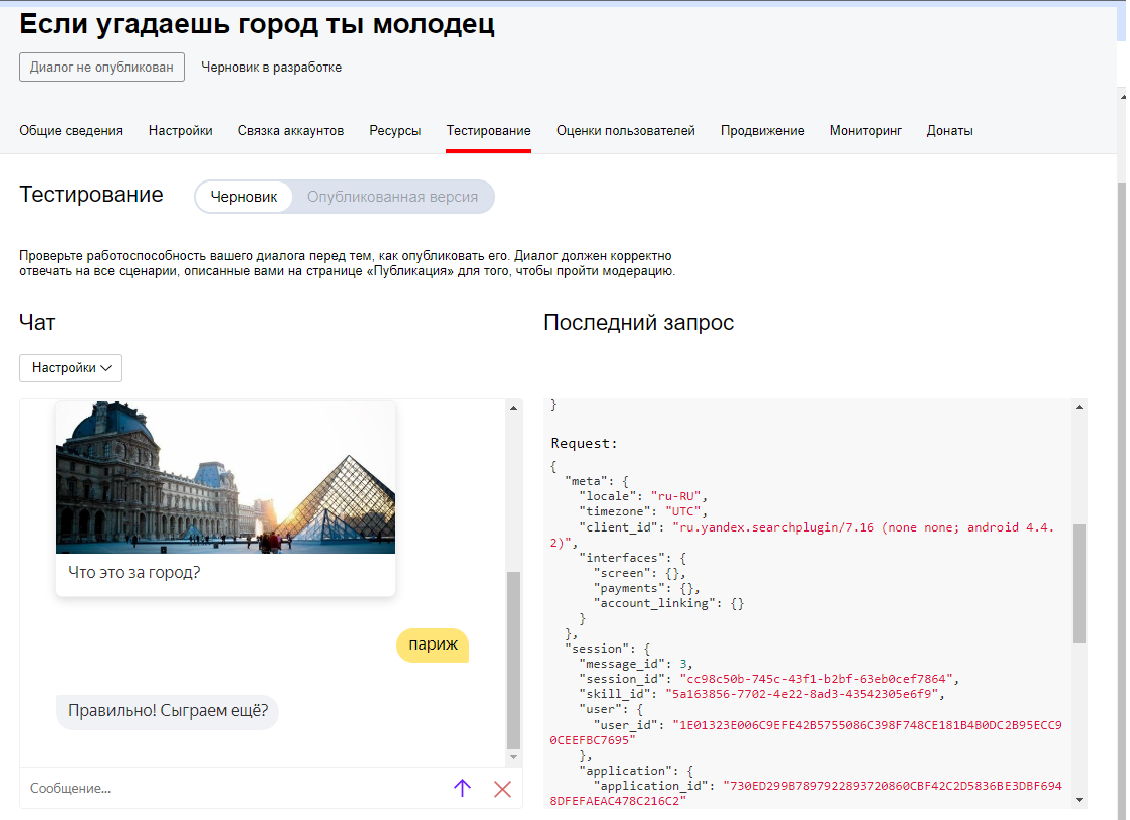 Если угадаешь город ты молодец
Диалог не опубликован
Черновик в разработке
Общие сведения
Настройки
Связка аккаунтов
Ресурсы
Тестирование
Оценки пользователей
Продвижение
Мониторинг
Донаты
Тестирование
Черновик
Опубликованная версия
Проверьте работоспособность вашего диалога перед тем, как опубликовать его. Диалог должен корректно
отвечать на все сценарии, описанные вами на странице «Публикация» для того, чтобы пройти модерацию.
Чат
Настройки
Что это за город?
париж
Правильно! Сыграем ещё?
Сообщение...
Последний запрос
}
Request:
{
"meta": {
"locale": "ru-RU",
"timezone": "UTC",
"client_id": "ru.yandex.searchplugin/7.16 (none none; android 4.4.
2)",
"interfaces": {
"screen": {},
"payments": {},
"account_linking": {}
}
},
"session": {
"message_id": 3,
"session_id": "cc98c50b-745c-43f1-b2bf-63eb0cef7864",
"skill_id": "5a163856-7702-4e22-8ad3-43542305e6f9",
"user": {
"user_id": "1E01323E006C9EFE42B5755086C398F748CE181B4B0DC2B95ECC9
0CEEFBC7695"
},
"application": {
"application_id": "730ED299B7897922893720860CBF42C2D5836BE3DBF694
8DFEFAEAC478C216C2"